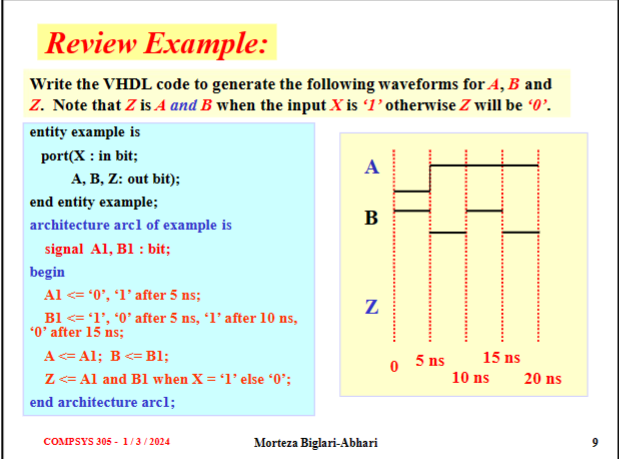 Review Example:
Write the VHDL code to generate the following waveforms for A, B and
Z. Note that Z is A and B when the input X is ‘1’ otherwise Z will be ‘0’.
entity example is
port(X : in bit;
A, B, Z: out bit);
end entity example;
architecture arc1 of example is
signal A1, B1 : bit;
begin
A1 <= ‘0’, ‘1’ after 5 ns;
B1 <= ‘1’, ‘0’ after 5 ns, ‘1’ after 10 ns,
‘0’ after 15 ns;
A <= A1; B <= B1;
Z <= A1 and B1 when X = ‘1’ else ‘0’;
end architecture arc1;
A
B
Z
0 5 ns 15 ns
10 ns 20 ns
COMPSYS 305 - 1 / 3 / 2024 Morteza Biglari-Abhari 9